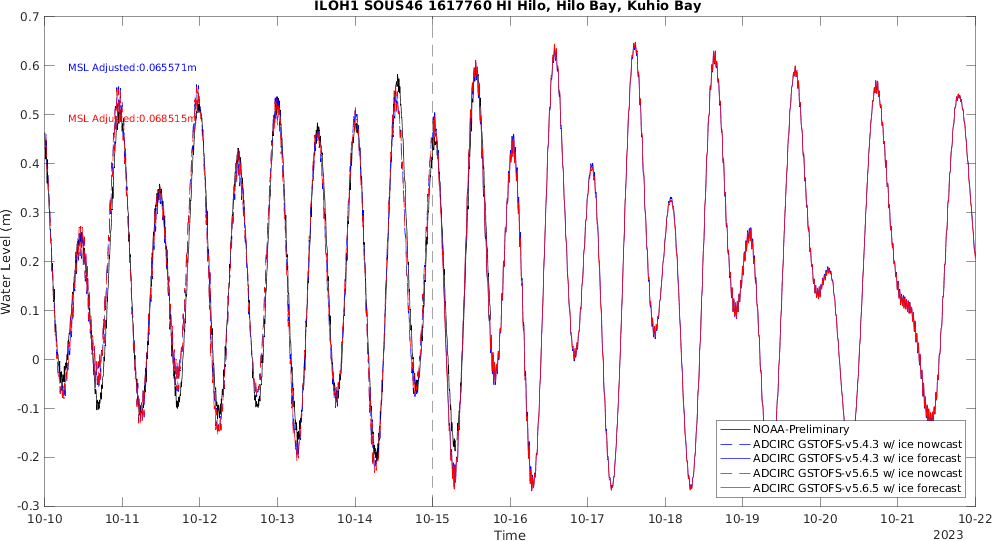 ILOH1 SOUS46 1617760 HI Hilo, Hilo Bay, Kuhio Bay
0.7
0.6
0.5
0.4
0.3
0.2
0.1
0
-0.1
-0.2
-0.3
Water Level (m)
MSL Adjusted:0.065571m
MSL Adjusted:0.068515m
NOAA-Preliminary
ADCIRC GSTOFS-v5.4.3 w/ ice nowcast
ADCIRC GSTOFS-v5.4.3 w/ ice forecast
ADCIRC GSTOFS-v5.6.5 w/ ice nowcast
ADCIRC GSTOFS-v5.6.5 w/ ice forecast
10-10 10-11 10-12 10-13 10-14 10-15 10-16 10-17 10-18 10-19 10-20 10-21 10-22
Time
2023